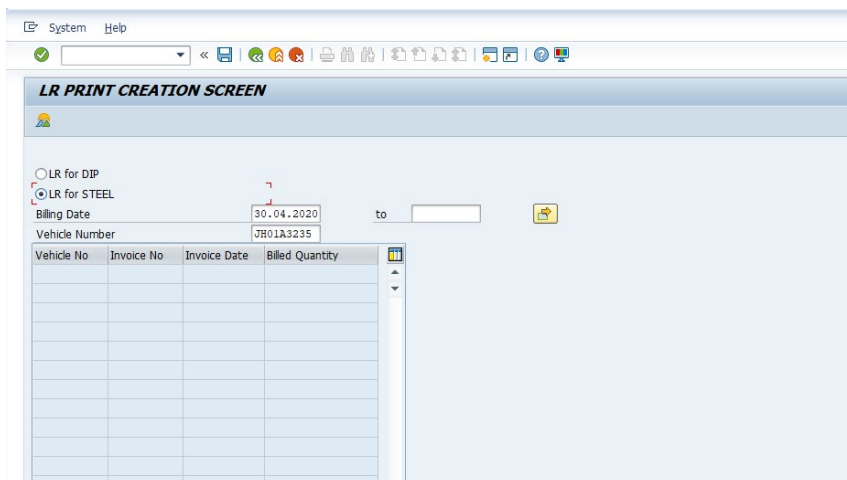 System Help
LR PRINT CREATION SCREEN
LR for DIP
LR for STEEL
Billing Date 30.04.2020 to
Vehicle Number JH01A3235
Vehicle No Invoice No Invoice Date Billed Quantity